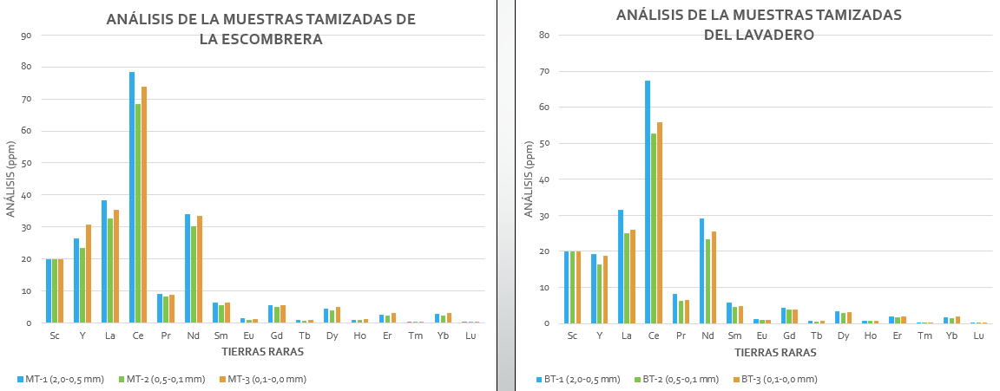 ANÁLISIS DE LA MUESTRAS TAMIZADAS DE
LA ESCOMBRERA
90
80
70
60
50
40
30
20
10
0
ANÁLISIS (ppm)
Sc Y La Ce Pr Nd Sm Eu Gd Tb Dy Ho Er Tm Yb Lu
TIERRAS RARAS
MT-1 (2,0-0,5 mm) MT-2 (0,5-0,1 mm) MT-3 (0,1-0,0 mm)
ANÁLISIS DE LA MUESTRAS TAMIZADAS
DEL LAVADERO
80
70
60
50
40
30
20
10
0
ANÁLISIS (ppm)
Sc Y La Ce Pr Nd Sm Eu Gd Tb Dy Ho Er Tm Yb Lu
TIERRAS RARAS
BT-1 (2,0-0,5 mm) BT-2 (0,5-0,1 mm) BT-3 (0,1-0,0 mm)